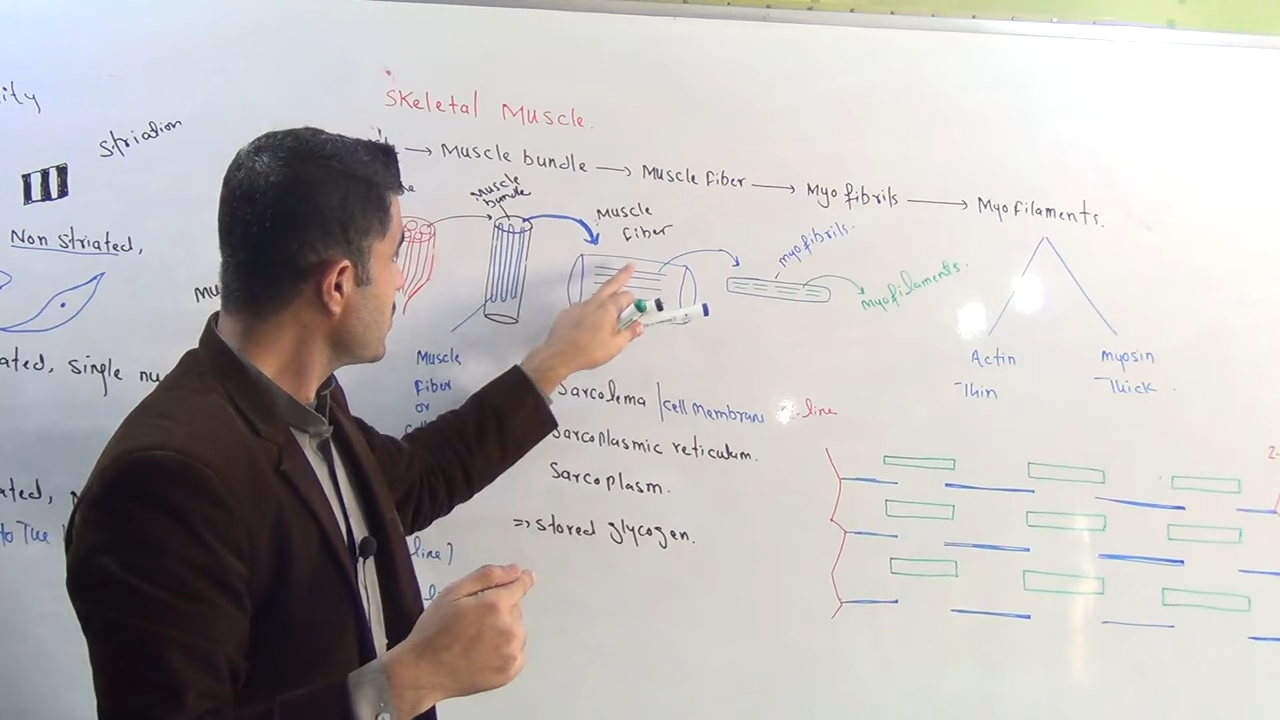 ity
Striation
Non striated,
ated, single nu
ated,
to The
Skeletal Muscle.
→ Muscle bundle → Muscle fiber → Myo fibrils → Myofilaments.
Muscle
bundle
Muscle
fiber
myofibrils.
myofilaments.
Mu
Muscle
fiber
or
Actin
Thin
myosin
Thick
Sarcolema / cell Membrane
-line
Sarcoplasmic reticulum.
Sarcoplasm.
⇒ stored glycogen.
line)
Z-